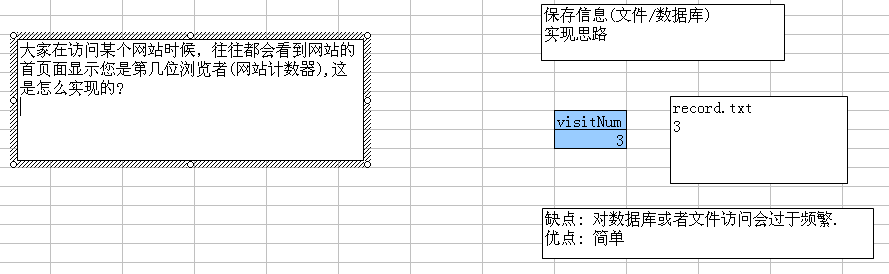 大家在访问某个网站时候，往往都会看到网站的
首页面显示您是第几位浏览者(网站计数器),这
是怎么实现的?
保存信息(文件/数据库)
实现思路
visitNum
3
record.txt
3
缺点: 对数据库或者文件访问会过于频繁.
优点: 简单